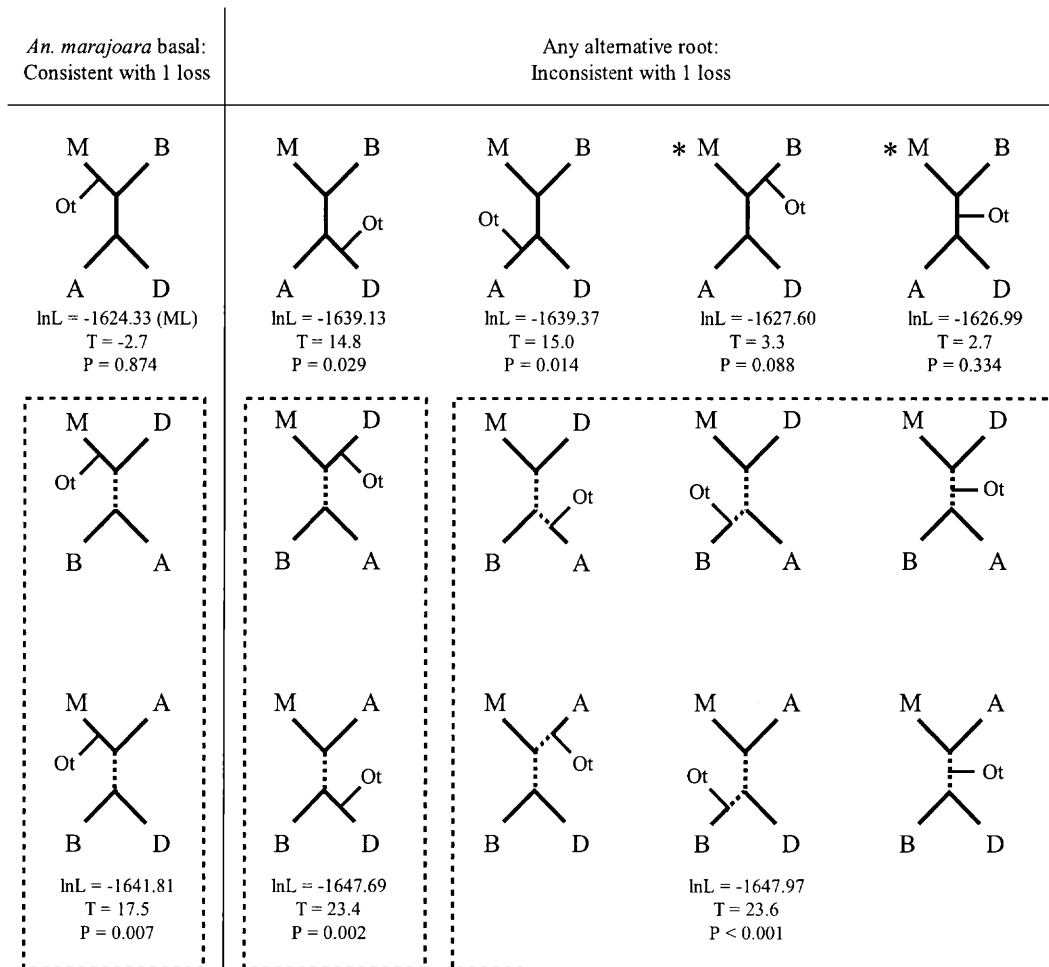 An. marajoara basal:
Consistent with 1 loss
Any alternative root:
Inconsistent with 1 loss
M B
Ot
A D
lnL = -1624.33 (ML)
T = -2.7
P = 0.874
M B
Ot
A D
lnL = -1639.13
T = 14.8
P = 0.029
M B
Ot
A D
lnL = -1639.37
T = 15.0
P = 0.014
* M B
Ot
A D
lnL = -1627.60
T = 3.3
P = 0.088
* M B
Ot
A D
lnL = -1626.99
T = 2.7
P = 0.334
M D
Ot
B A
M D
Ot
B A
M D
Ot
B A
M D
Ot
B A
M D
Ot
B A
M A
Ot
B D
lnL = -1641.81
T = 17.5
P = 0.007
M A
Ot
B D
lnL = -1647.69
T = 23.4
P = 0.002
M A
Ot
B D
M A
Ot
B D
M A
Ot
B D
lnL = -1647.97
T = 23.6
P < 0.001